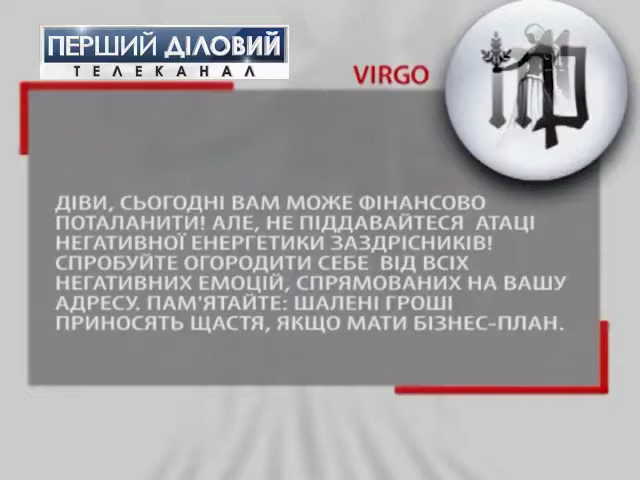 ПЕРШИЙ ДІЛОВИЙ
ТЕЛЕКАНАЛ
VIRGO
ДІВИ, СЬОГОДНІ ВАМ МОЖЕ ФІНАНСОВО
ПОТАЛАНИТИ! АЛЕ, НЕ ПІДДАВАЙТЕСЯ АТАЦІ
НЕГАТИВНОЇ ЕНЕРГЕТИКИ ЗАЗДРІСНИКІВ!
СПРОБУЙТЕ ОГОРОДИТИ СЕБЕ ВІД ВСІХ
НЕГАТИВНИХ ЕМОЦІЙ, СПРЯМОВАНИХ НА ВАШУ
АДРЕСУ. ПАМ'ЯТАЙТЕ: ШАЛЕНІ ГРОШІ
ПРИНОСЯТЬ ЩАСТЯ, ЯКЩО МАТИ БІЗНЕС-ПЛАН.